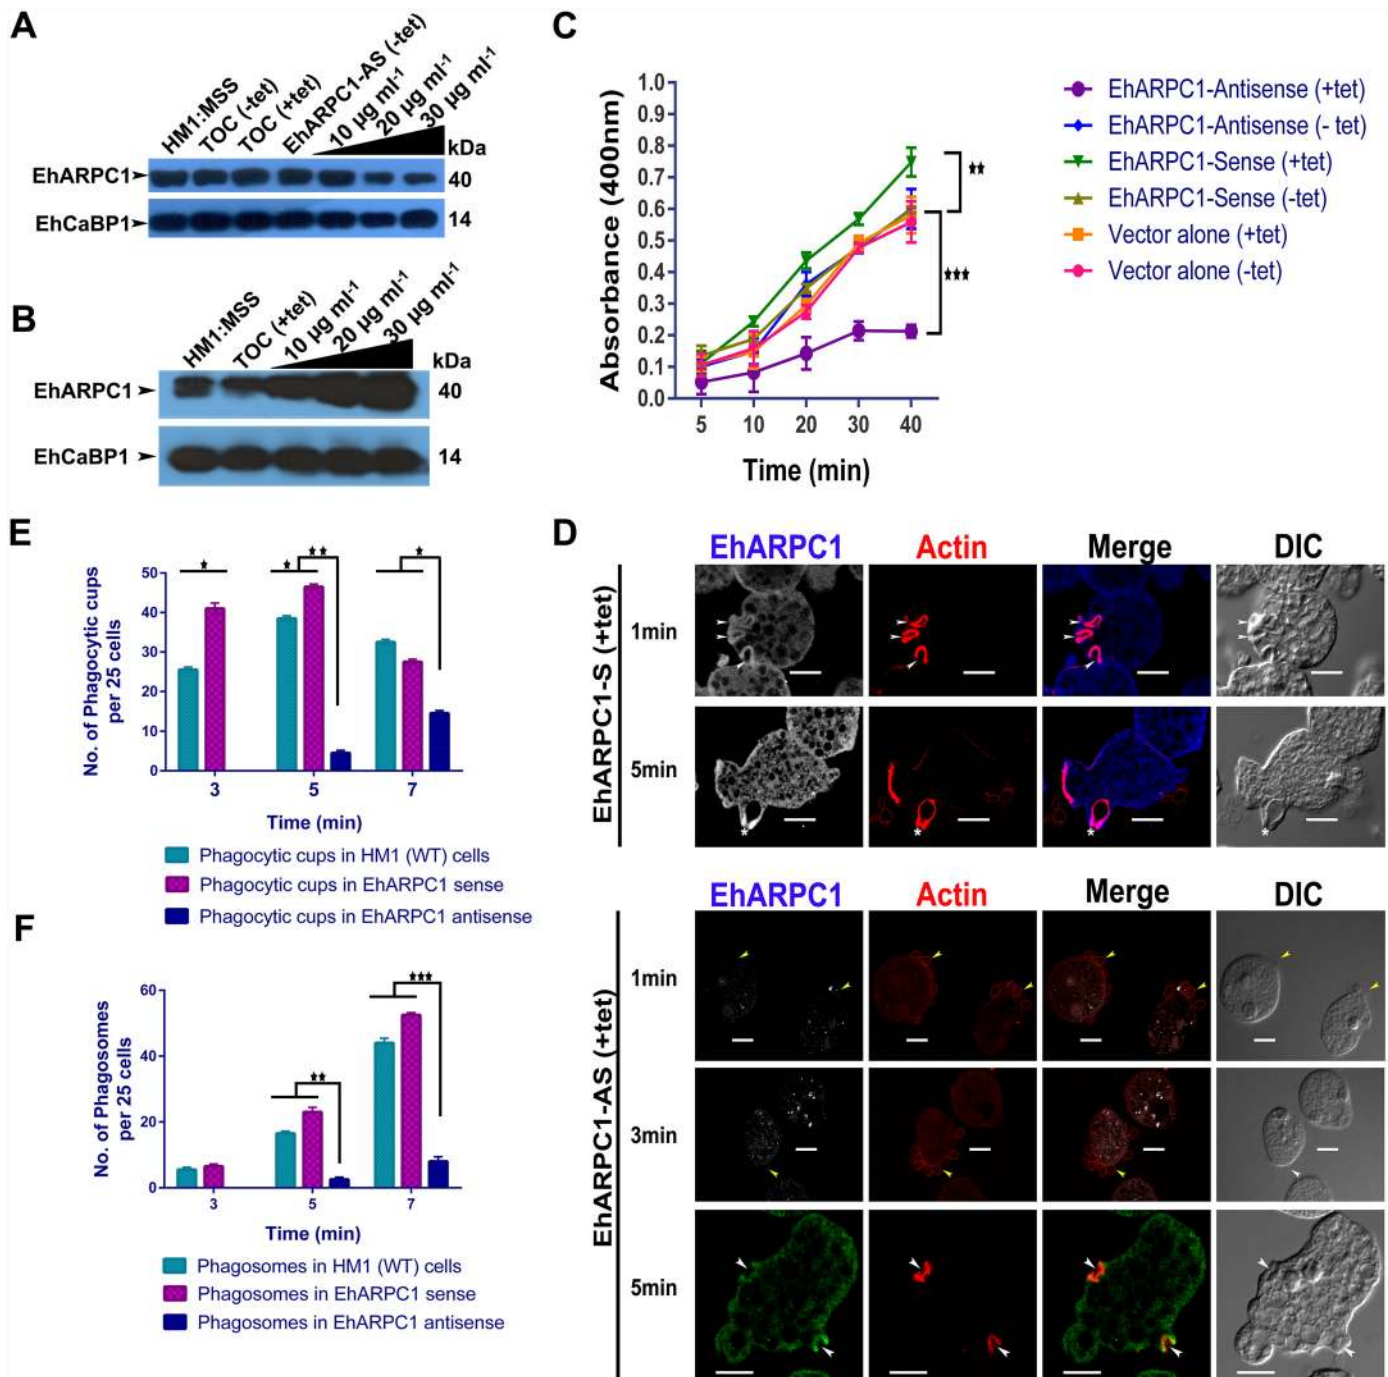 A
HM1:MSS
TOC (-tet)
TOC (+tet)
EhARPC1-AS (-tet)
10 µg ml-1
20 µg ml-1
30 µg ml-1
kDa
EhARPC1
40
EhCaBP1
14
B
HM1:MSS
TOC (+tet)
10 µg ml-1
20 µg ml-1
30 µg ml-1
kDa
EhARPC1
40
EhCaBP1
14
C
Absorbance (400nm)
1.0
0.9
0.8
0.7
0.6
0.5
0.4
0.3
0.2
0.1
0.0
5 10 20 30 40
Time (min)
★★
★★★
EhARPC1-Antisense (+tet)
EhARPC1-Antisense (- tet)
EhARPC1-Sense (+tet)
EhARPC1-Sense (-tet)
Vector alone (+tet)
Vector alone (-tet)
E
No. of Phagocytic cups
per 25 cells
50
40
30
20
10
0
★
★ ★★
★
3 5 7
Time (min)
Phagocytic cups in HM1 (WT) cells
Phagocytic cups in EhARPC1 sense
Phagocytic cups in EhARPC1 antisense
F
No. of Phagosomes
per 25 cells
60
40
20
0
★★
★★★
3 5 7
Time (min)
Phagosomes in HM1 (WT) cells
Phagosomes in EhARPC1 sense
Phagosomes in EhARPC1 antisense
D
EhARPC1 Actin Merge DIC
EhARPC1-S (+tet)
1min
5min
* * * *
EhARPC1 Actin Merge DIC
EhARPC1-AS (+tet)
1min
3min
5min